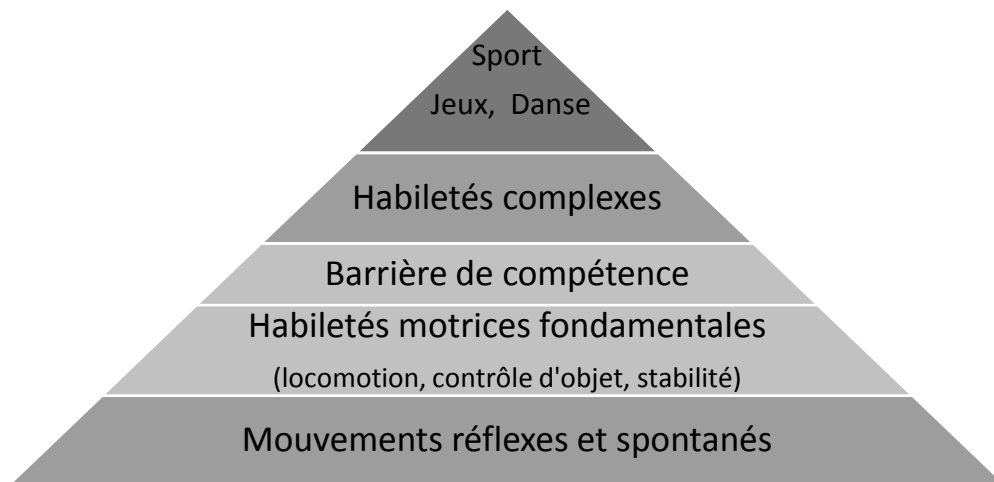 Sport
Jeux, Danse
Habiletés complexes
Barrière de compétence
Habiletés motrices fondamentales
(locomotion, contrôle d'objet, stabilité)
Mouvements réflexes et spontanés